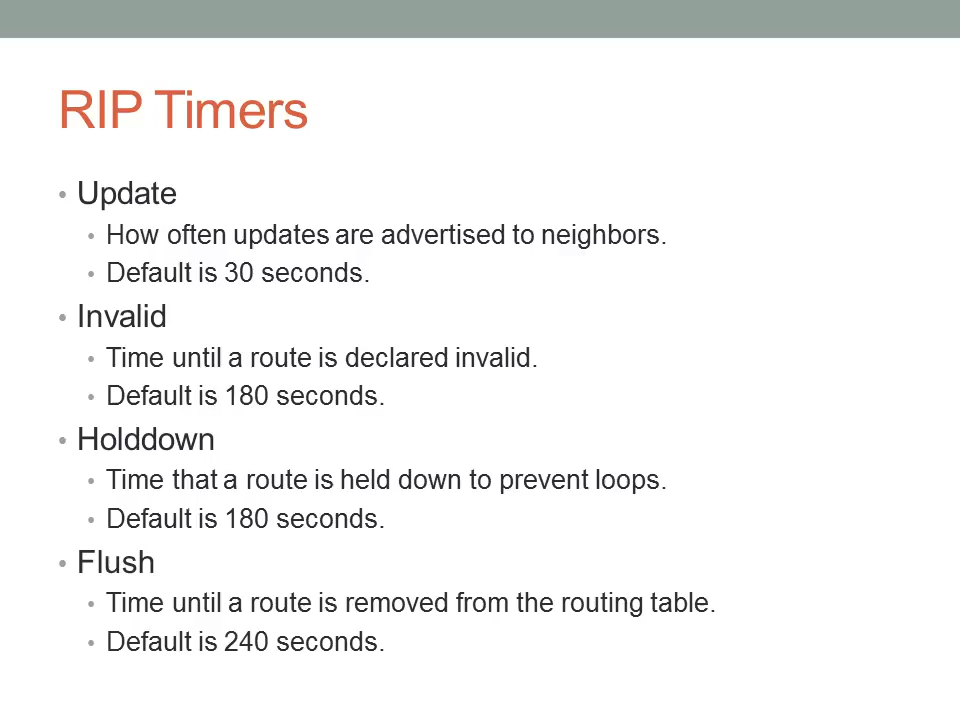 RIP Timers
• Update
• How often updates are advertised to neighbors.
• Default is 30 seconds.
• Invalid
• Time until a route is declared invalid.
• Default is 180 seconds.
• Holddown
• Time that a route is held down to prevent loops.
• Default is 180 seconds.
• Flush
• Time until a route is removed from the routing table.
• Default is 240 seconds.